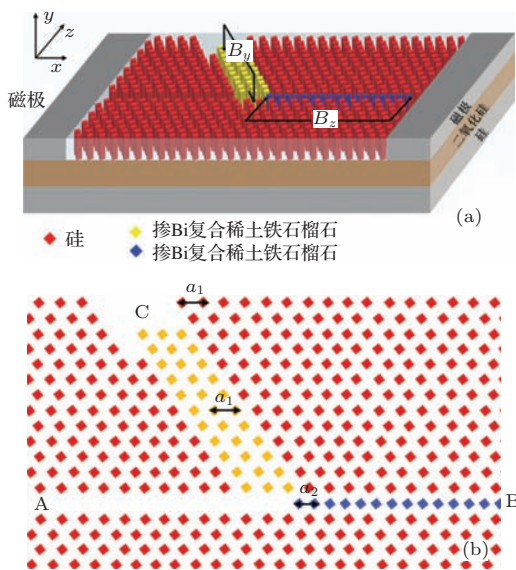 y
z
x
B_y
磁极
B_z
磁极
二氧化硅
硅
(a)
硅
掺Bi复合稀土铁石榴石
掺Bi复合稀土铁石榴石
a_1
C
a_1
a_2
A
B
(b)